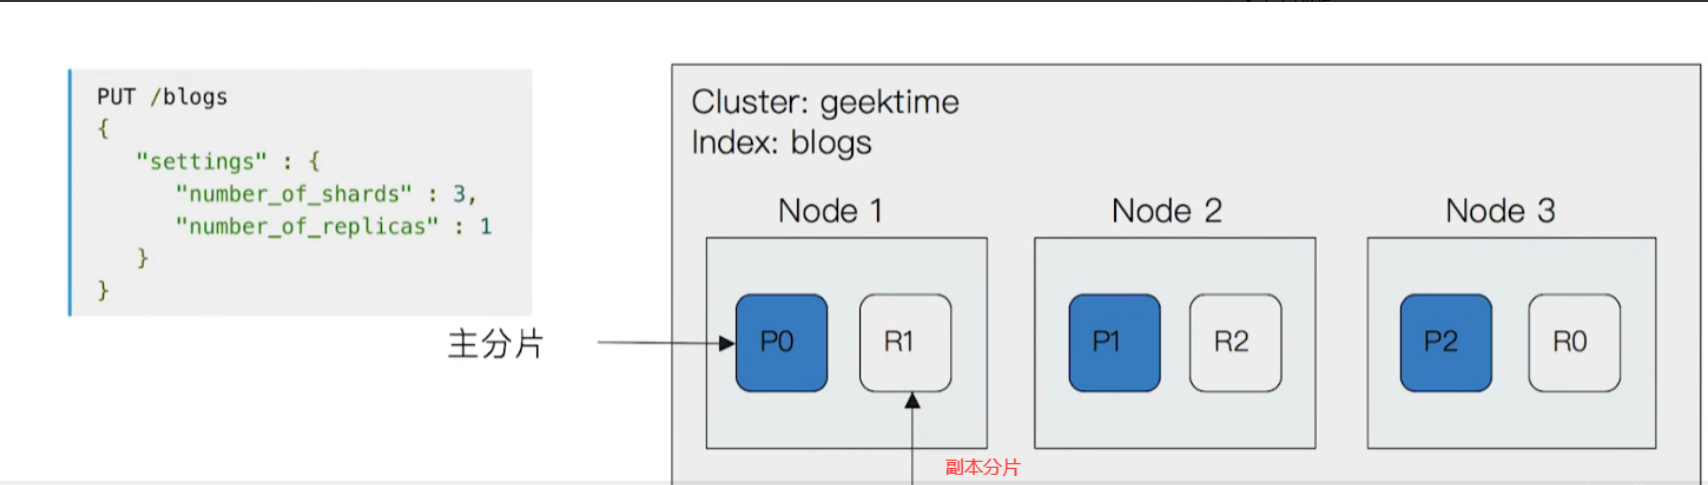 PUT /blogs
{
"settings" : {
"number_of_shards" : 3,
"number_of_replicas" : 1
}
}
主分片
Cluster: geektime
Index: blogs
Node 1
Node 2
Node 3
P0
R1
P1
R2
P2
R0
副本分片